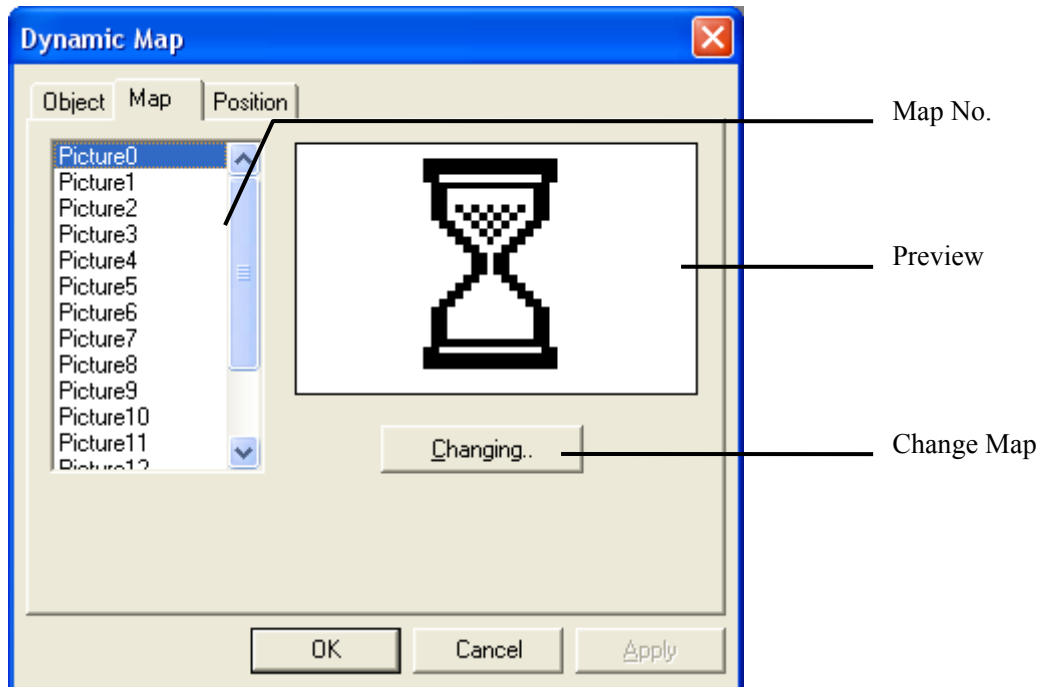 Dynamic Map
Object Map Position
Map No.
Picture0
Picture1
Picture2
Picture3
Picture4
Picture5
Picture6
Picture7
Picture8
Picture9
Picture10
Picture11
Picture12
Preview
Changing..
Change Map
OK Cancel Apply